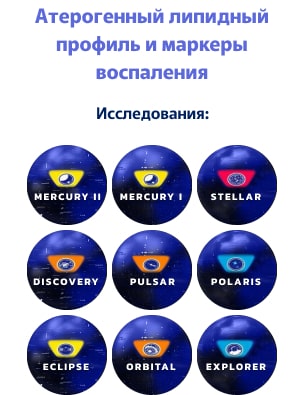 Атерогенный липидный
профиль и маркеры
воспаления
Исследования:
MERCURY II
MERCURY I
STELLAR
DISCOVERY
PULSAR
POLARIS
ECLIPSE
ORBITAL
EXPLORER